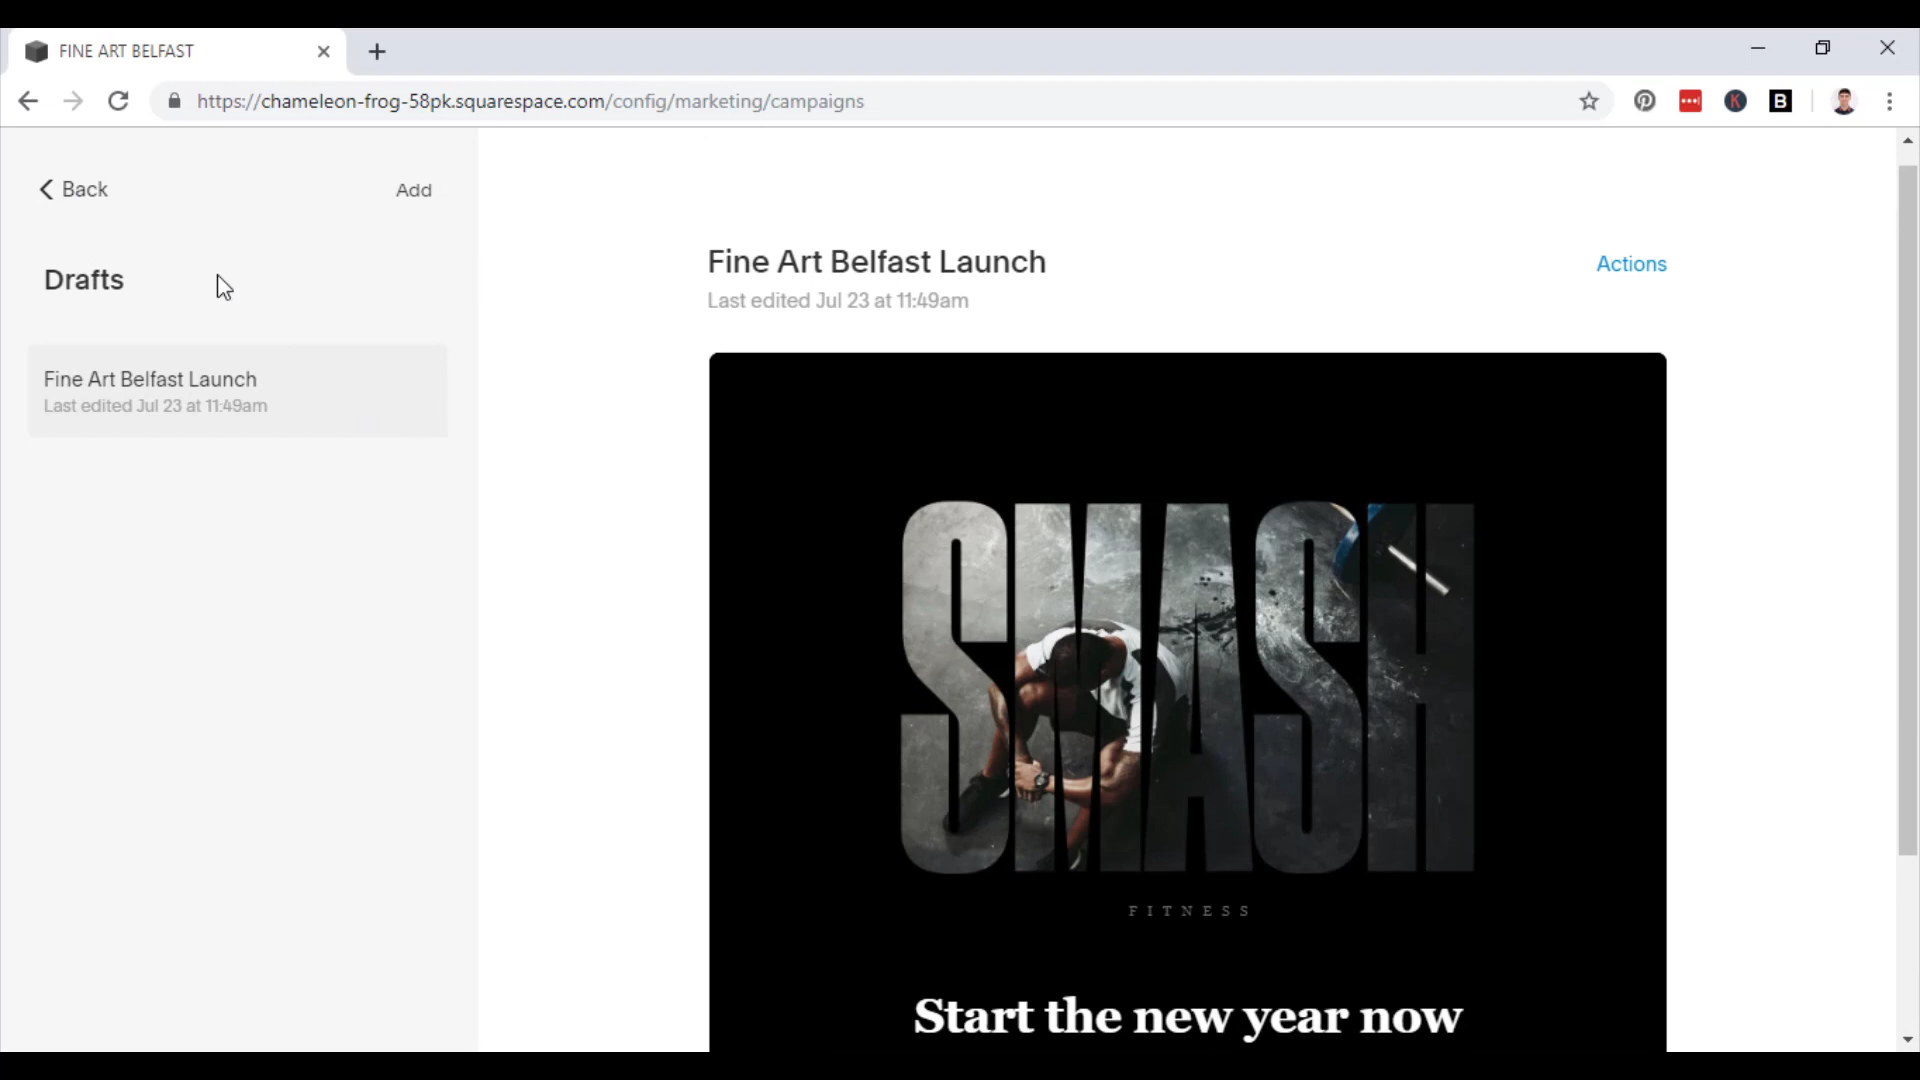 FINE ART BELFAST
https://chameleon-frog-58pk.squarespace.com/config/marketing/campaigns
K
B
Back
Add
Drafts
Fine Art Belfast Launch
Last edited Jul 23 at 11:49am
Fine Art Belfast Launch
Last edited Jul 23 at 11:49am
Actions
SMASH
FITNESS
Start the new year now